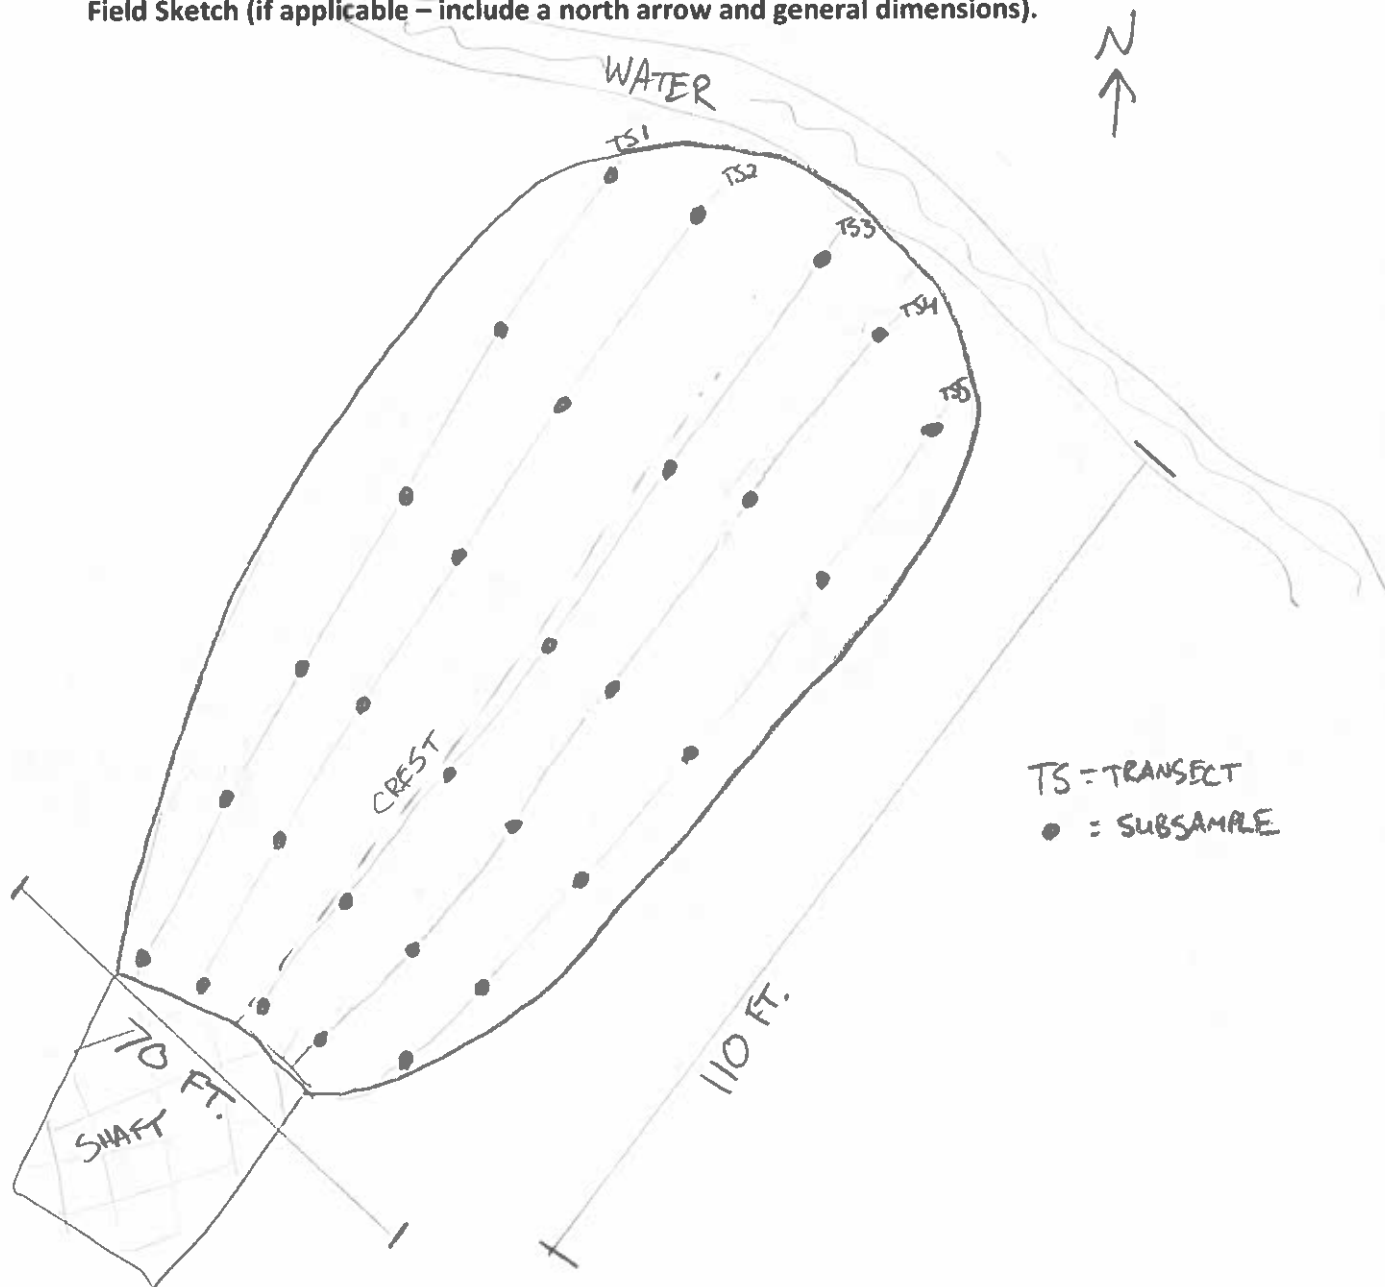 Field Sketch (if applicable – include a north arrow and general dimensions).
N
WATER
TS1
TS2
TS3
TS4
TS5
CREST
TS = TRANSECT
● = SUBSAMPLE
110 FT.
70 FT.
SHAFT